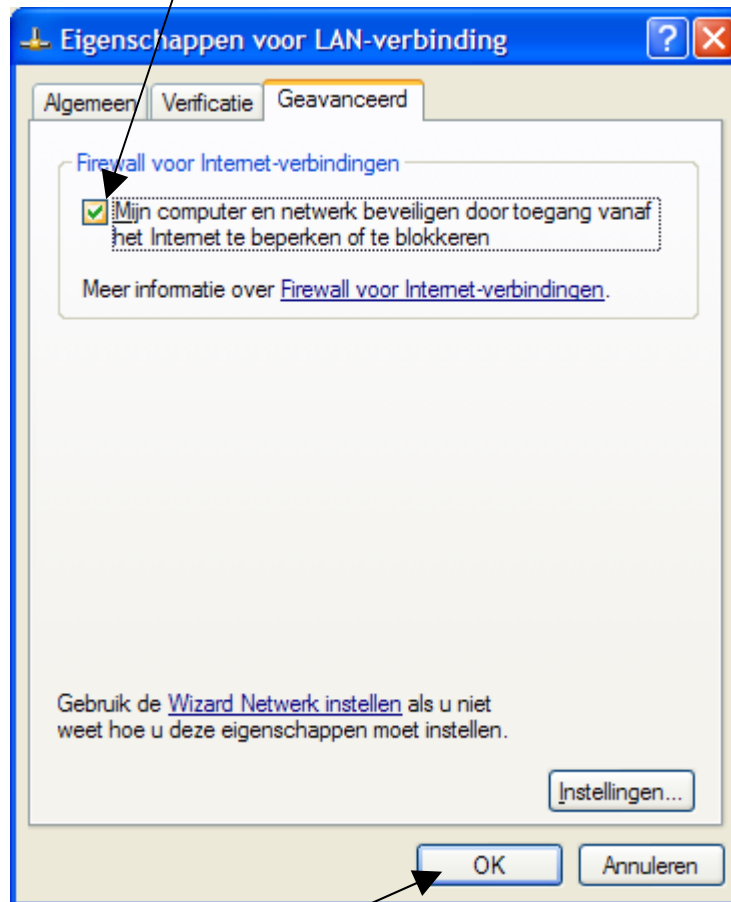 Eigenschappen voor LAN-verbinding
Algemeen Verificatie Geavanceerd
Firewall voor Internet-verbindingen
Mijn computer en netwerk beveiligen door toegang vanaf
het Internet te beperken of te blokkeren
Meer informatie over Firewall voor Internet-verbindingen.
Gebruik de Wizard Netwerk instellen als u niet
weet hoe u deze eigenschappen moet instellen.
Instellingen...
OK Annuleren